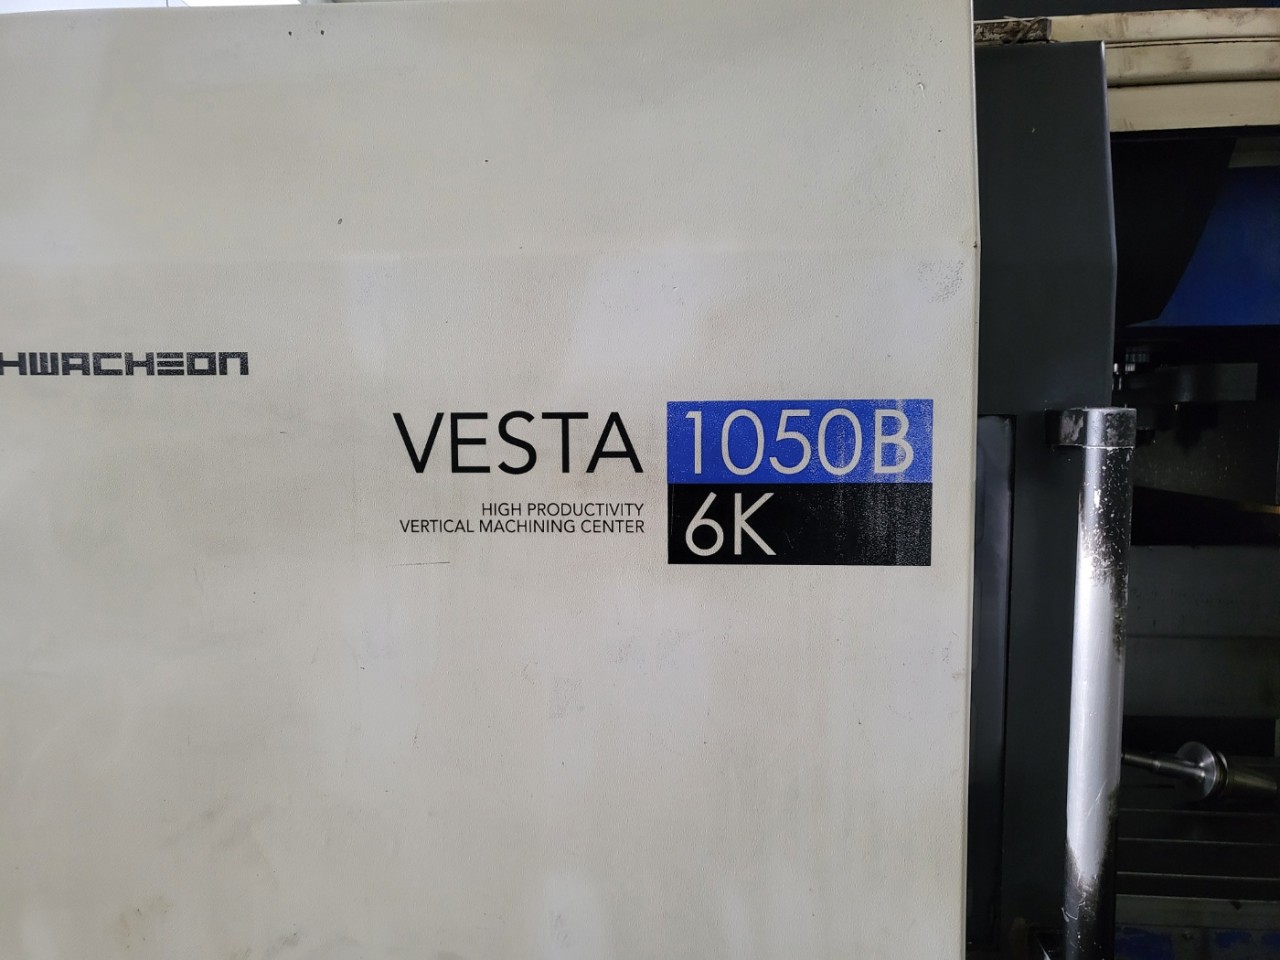 HWACHEON
VESTA 1050B
6K
HIGH PRODUCTIVITY
VERTICAL MACHINING CENTER